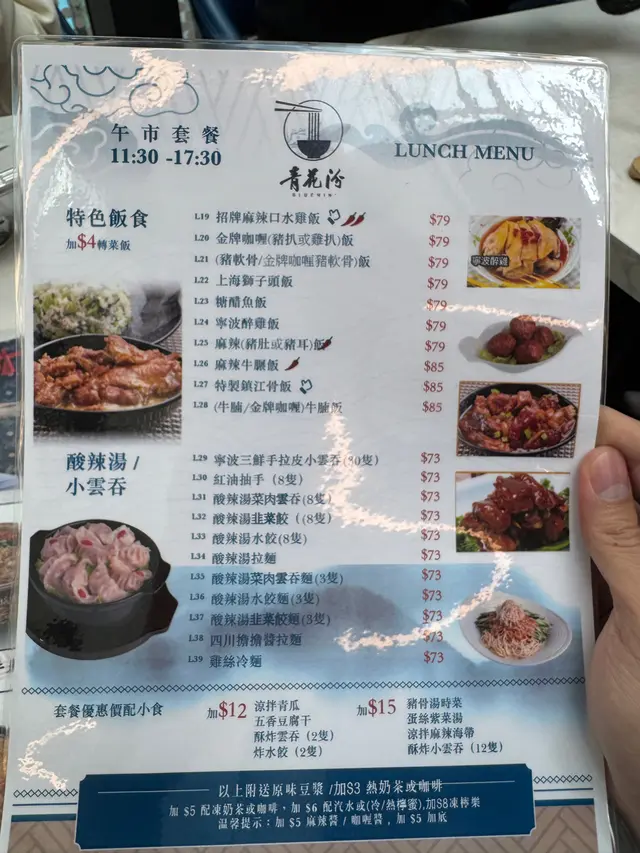 午市套餐
11:30 -17:30
青花汾
LUNCH MENU
特色飯食
加$4轉菜飯
L19 招牌麻辣口水雞飯 $79
L20 金牌咖喱(豬扒或雞扒)飯 $79
L21 (豬軟骨/金牌咖喱豬軟骨)飯 $79
L22 上海獅子頭飯 $79
L23 糖醋魚飯 $79
L24 寧波醉雞飯 $79
L25 麻辣(豬肚或豬耳)飯 $79
L26 麻辣牛𦟌飯 $85
L27 特製鎮江骨飯 $85
L28 (牛腩/金牌咖喱)牛腩飯 $85
寧波醉雞
酸辣湯 /
小雲吞
L29 寧波三鮮手拉皮小雲吞(30隻) $73
L30 紅油抽手 (8隻) $73
L31 酸辣湯菜肉雲吞(8隻) $73
L32 酸辣湯韭菜餃 ((8隻) $73
L33 酸辣湯水餃(8隻) $73
L34 酸辣湯拉麵 $73
L35 酸辣湯菜肉雲吞麵(3隻) $73
L36 酸辣湯水餃麵(3隻) $73
L37 酸辣湯韭菜餃麵(3隻) $73
L38 四川擔擔醬拉麵 $73
L39 雞絲冷麵 $73
套餐優惠價配小食
加$12
涼拌青瓜
五香豆腐干
酥炸雲吞 (2隻)
炸水餃 (2隻)
加$15
豬骨湯時菜
蛋絲紫菜湯
涼拌麻辣海帶
酥炸小雲吞 (12隻)
以上附送原味豆漿 /加$3 熱奶茶或咖啡
加 $5 配凍奶茶或咖啡、加 $6 配汽水或(冷/熱檸蜜),加$8凍檸樂
溫馨提示：加 $5 麻辣醬 / 咖喱醬 , 加 $5 加底